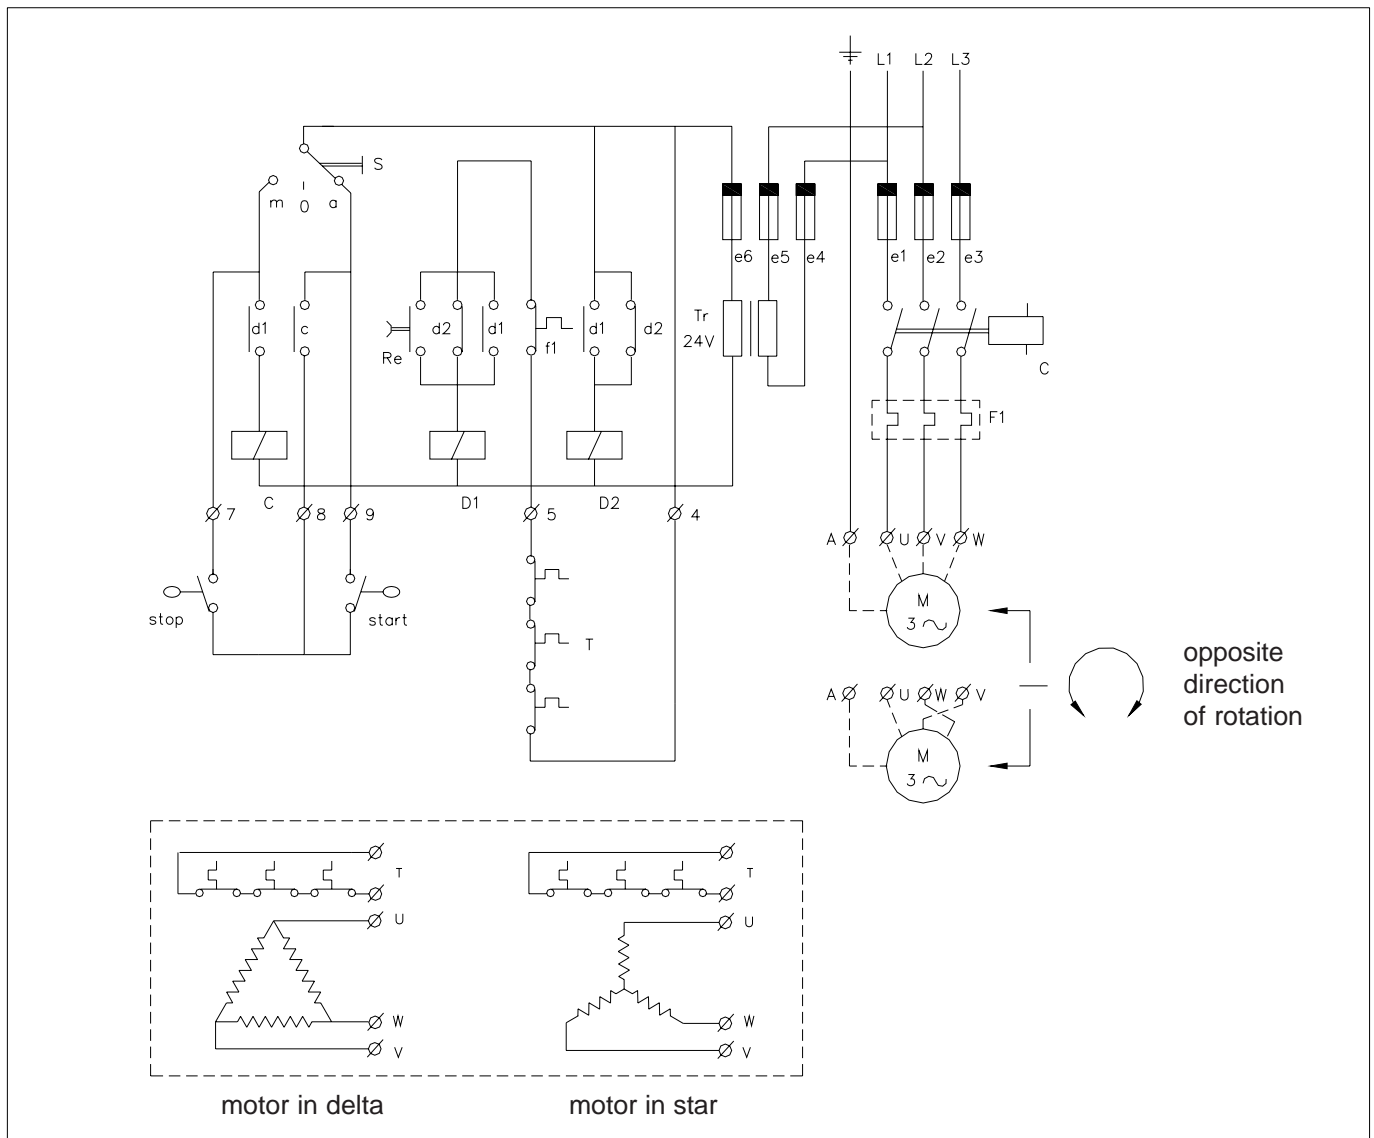 L1 L2 L3
S
m 0 a
e6 e5 e4 e1 e2 e3
d1 c d2 d1 f1 d1 d2
Re
Tr
24V
C
F1
C D1 D2
7 8 9 5 4
A U V W
stop start
M
3
T
opposite
direction
of rotation
A U W V
M
3
T T
U U
W W
V V
motor in delta motor in star